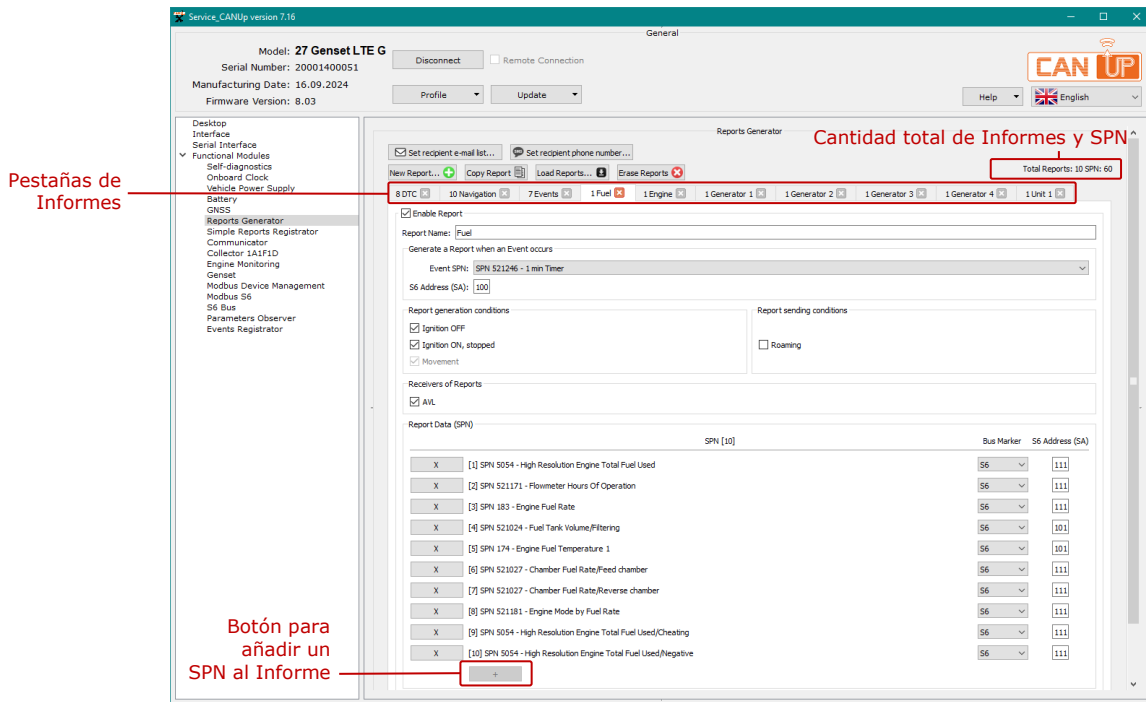 Service_CANUp version 7.16
General
Model: 27 Genset LTE G
Serial Number: 20001400051
Manufacturing Date: 16.09.2024
Firmware Version: 8.03
Disconnect Remote Connection
Profile Update
CAN UP
Help English
Desktop
Interface
Serial Interface
Functional Modules
Self-diagnostics
Onboard Clock
Vehicle Power Supply
Battery
GNSS
Reports Generator
Simple Reports Registrator
Communicator
Collector 1A1F1D
Engine Monitoring
Genset
Modbus Device Management
Modbus S6
S6 Bus
Parameters Observer
Events Registrator
Pestañas de
Informes
Reports Generator
Cantidad total de Informes y SPN
Set recipient e-mail list... Set recipient phone number...
Total Reports: 10 SPN: 60
New Report... Copy Report Load Reports... Erase Reports
8 DTC 10 Navigation 7 Events 1 Fuel 1 Engine 1 Generator 1 1 Generator 2 1 Generator 3 1 Generator 4 1 Unit 1
Enable Report
Report Name: Fuel
Generate a Report when an Event occurs
Event SPN: SPN 521246 - 1 min Timer
S6 Address (SA): 100
Report generation conditions
Ignition OFF
Ignition ON, stopped
Movement
Report sending conditions
Roaming
Receivers of Reports
AVL
Report Data (SPN)
SPN [10] Bus Marker S6 Address (SA)
X [1] SPN 5054 - High Resolution Engine Total Fuel Used S6 111
X [2] SPN 521171 - Flowmeter Hours Of Operation S6 111
X [3] SPN 183 - Engine Fuel Rate S6 111
X [4] SPN 521024 - Fuel Tank Volume/Filtering S6 101
X [5] SPN 174 - Engine Fuel Temperature 1 S6 101
X [6] SPN 521027 - Chamber Fuel Rate/Feed chamber S6 111
X [7] SPN 521027 - Chamber Fuel Rate/Reverse chamber S6 111
X [8] SPN 521181 - Engine Mode by Fuel Rate S6 111
X [9] SPN 5054 - High Resolution Engine Total Fuel Used/Cheating S6 111
X [10] SPN 5054 - High Resolution Engine Total Fuel Used/Negative S6 111
+
Botón para
añadir un
SPN al Informe